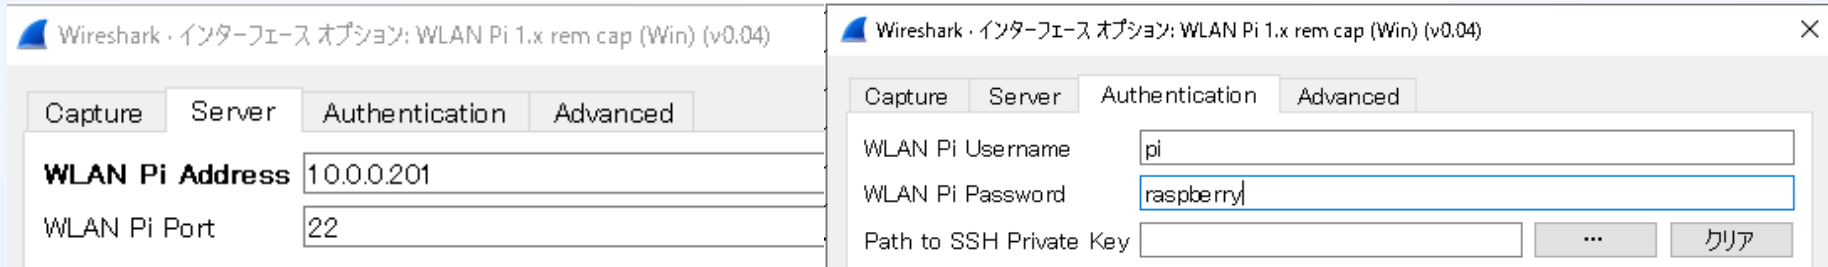 Wireshark · インターフェース オプション: WLAN Pi 1.x rem cap (Win) (v0.04)
Capture Server Authentication Advanced
WLAN Pi Address 10.0.0.201
WLAN Pi Port 22
Wireshark · インターフェース オプション: WLAN Pi 1.x rem cap (Win) (v0.04)
Capture Server Authentication Advanced
WLAN Pi Username pi
WLAN Pi Password raspberry
Path to SSH Private Key ... クリア